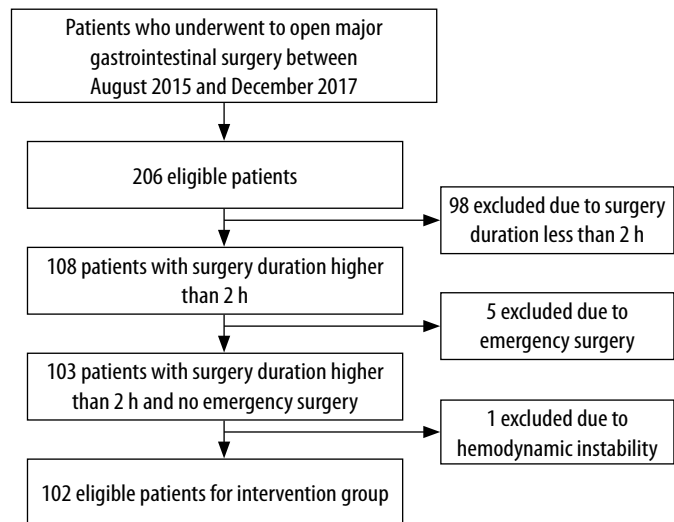 Patients who underwent to open major
gastrointestinal surgery between
August 2015 and December 2017
206 eligible patients
98 excluded due to surgery
duration less than 2 h
108 patients with surgery duration higher
than 2 h
5 excluded due to
emergency surgery
103 patients with surgery duration higher
than 2 h and no emergency surgery
1 excluded due to
hemodynamic instability
102 eligible patients for intervention group